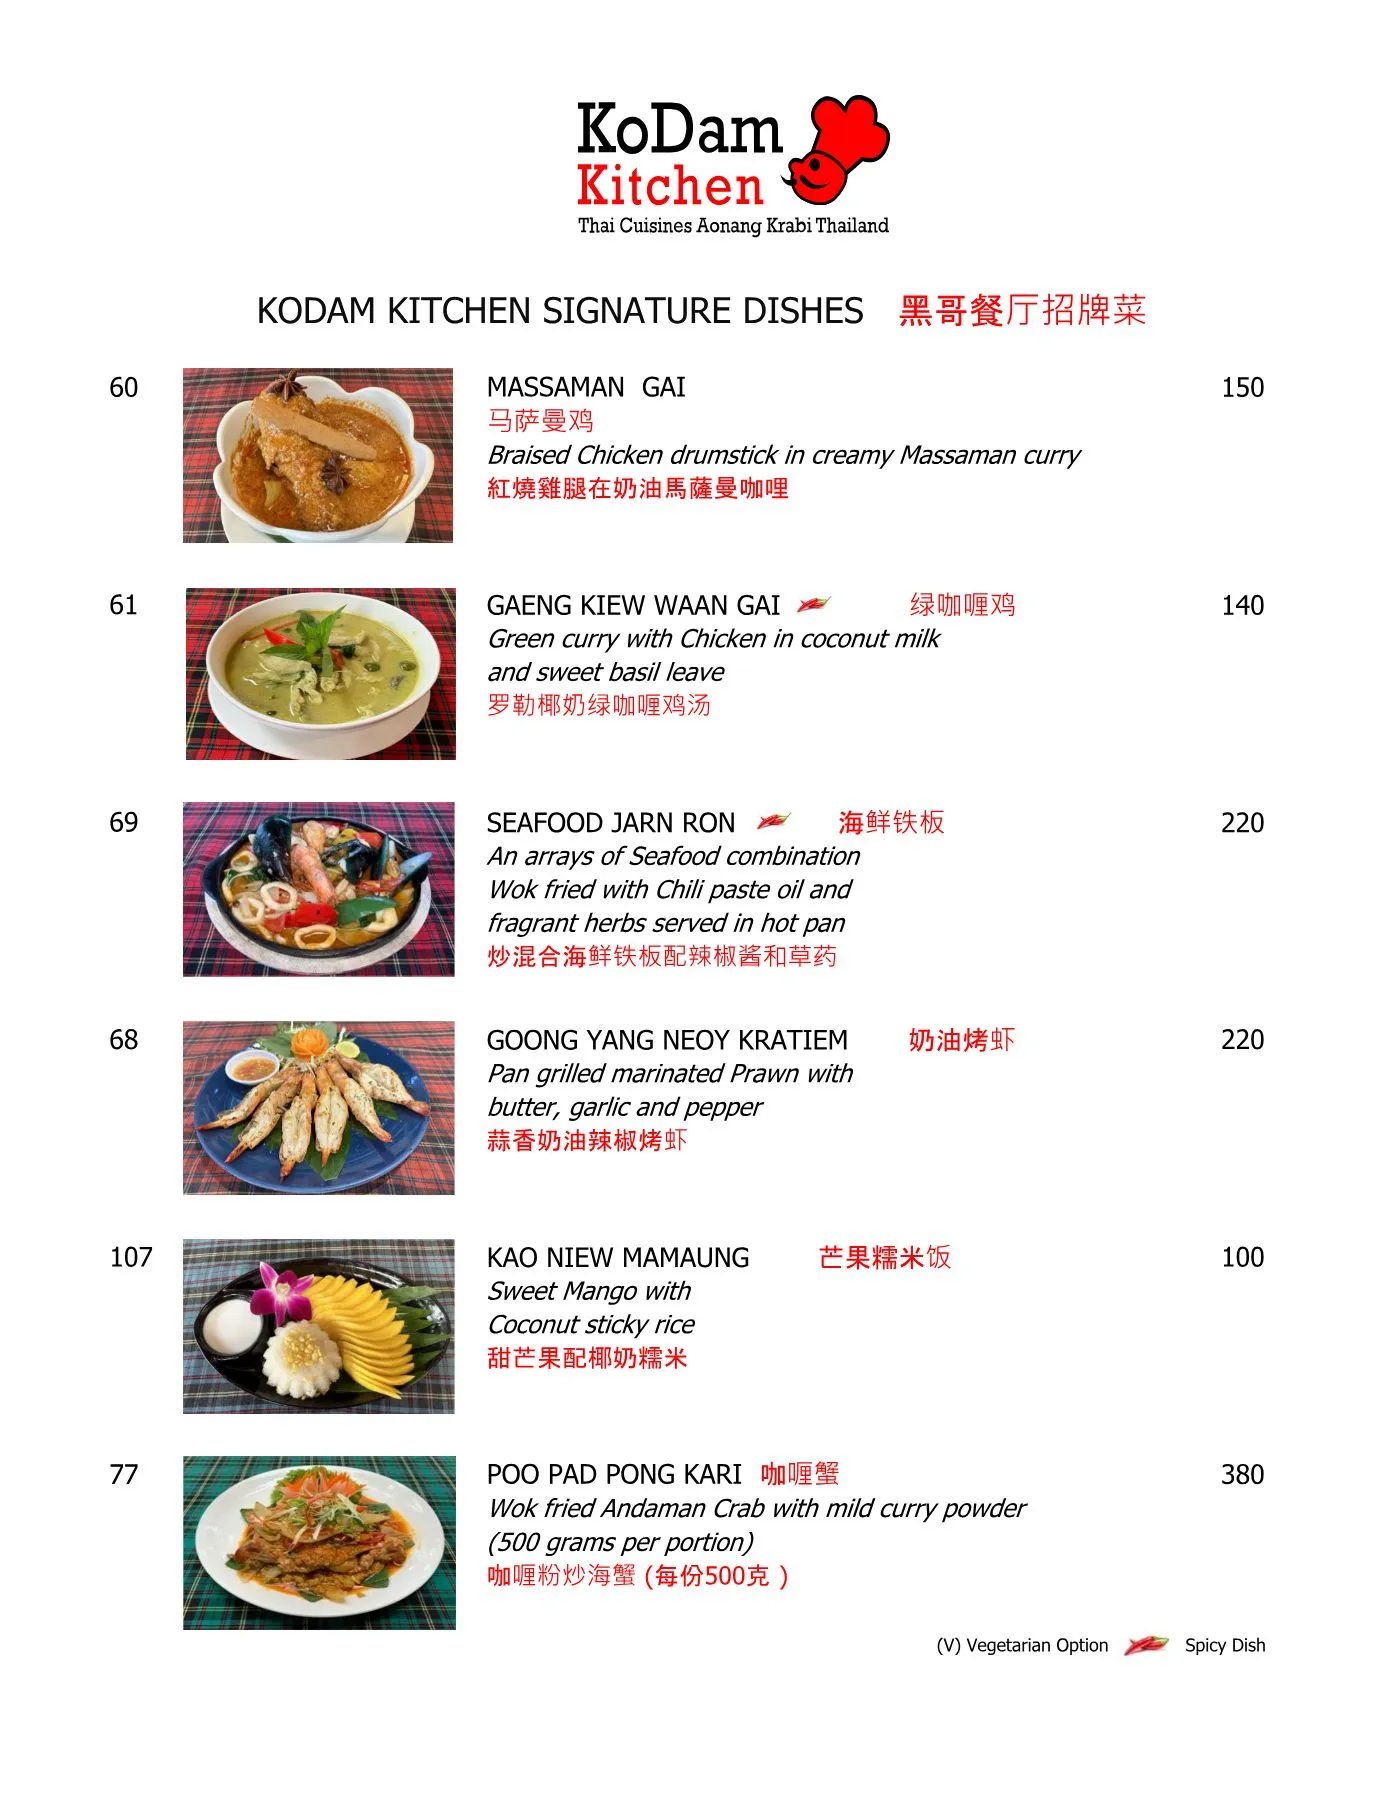 KoDam
Kitchen
Thai Cuisines Aonang Krabi Thailand
KODAM KITCHEN SIGNATURE DISHES 黑哥餐厅招牌菜
60 MASSAMAN GAI 150
马萨曼鸡
Braised Chicken drumstick in creamy Massaman curry
紅燒雞腿在奶油馬薩曼咖哩
61 GAENG KIEW WAAN GAI 绿咖喱鸡 140
Green curry with Chicken in coconut milk
and sweet basil leave
罗勒椰奶绿咖喱鸡汤
69 SEAFOOD JARN RON 海鲜铁板 220
An arrays of Seafood combination
Wok fried with Chili paste oil and
fragrant herbs served in hot pan
炒混合海鲜铁板配辣椒酱和草药
68 GOONG YANG NEOY KRATIEM 奶油烤虾 220
Pan grilled marinated Prawn with
butter, garlic and pepper
蒜香奶油辣椒烤虾
107 KAO NIEW MAMAUNG 芒果糯米饭 100
Sweet Mango with
Coconut sticky rice
甜芒果配椰奶糯米
77 POO PAD PONG KARI 咖喱蟹 380
Wok fried Andaman Crab with mild curry powder
(500 grams per portion)
咖喱粉炒海蟹 (每份500克 )
(V) Vegetarian Option Spicy Dish